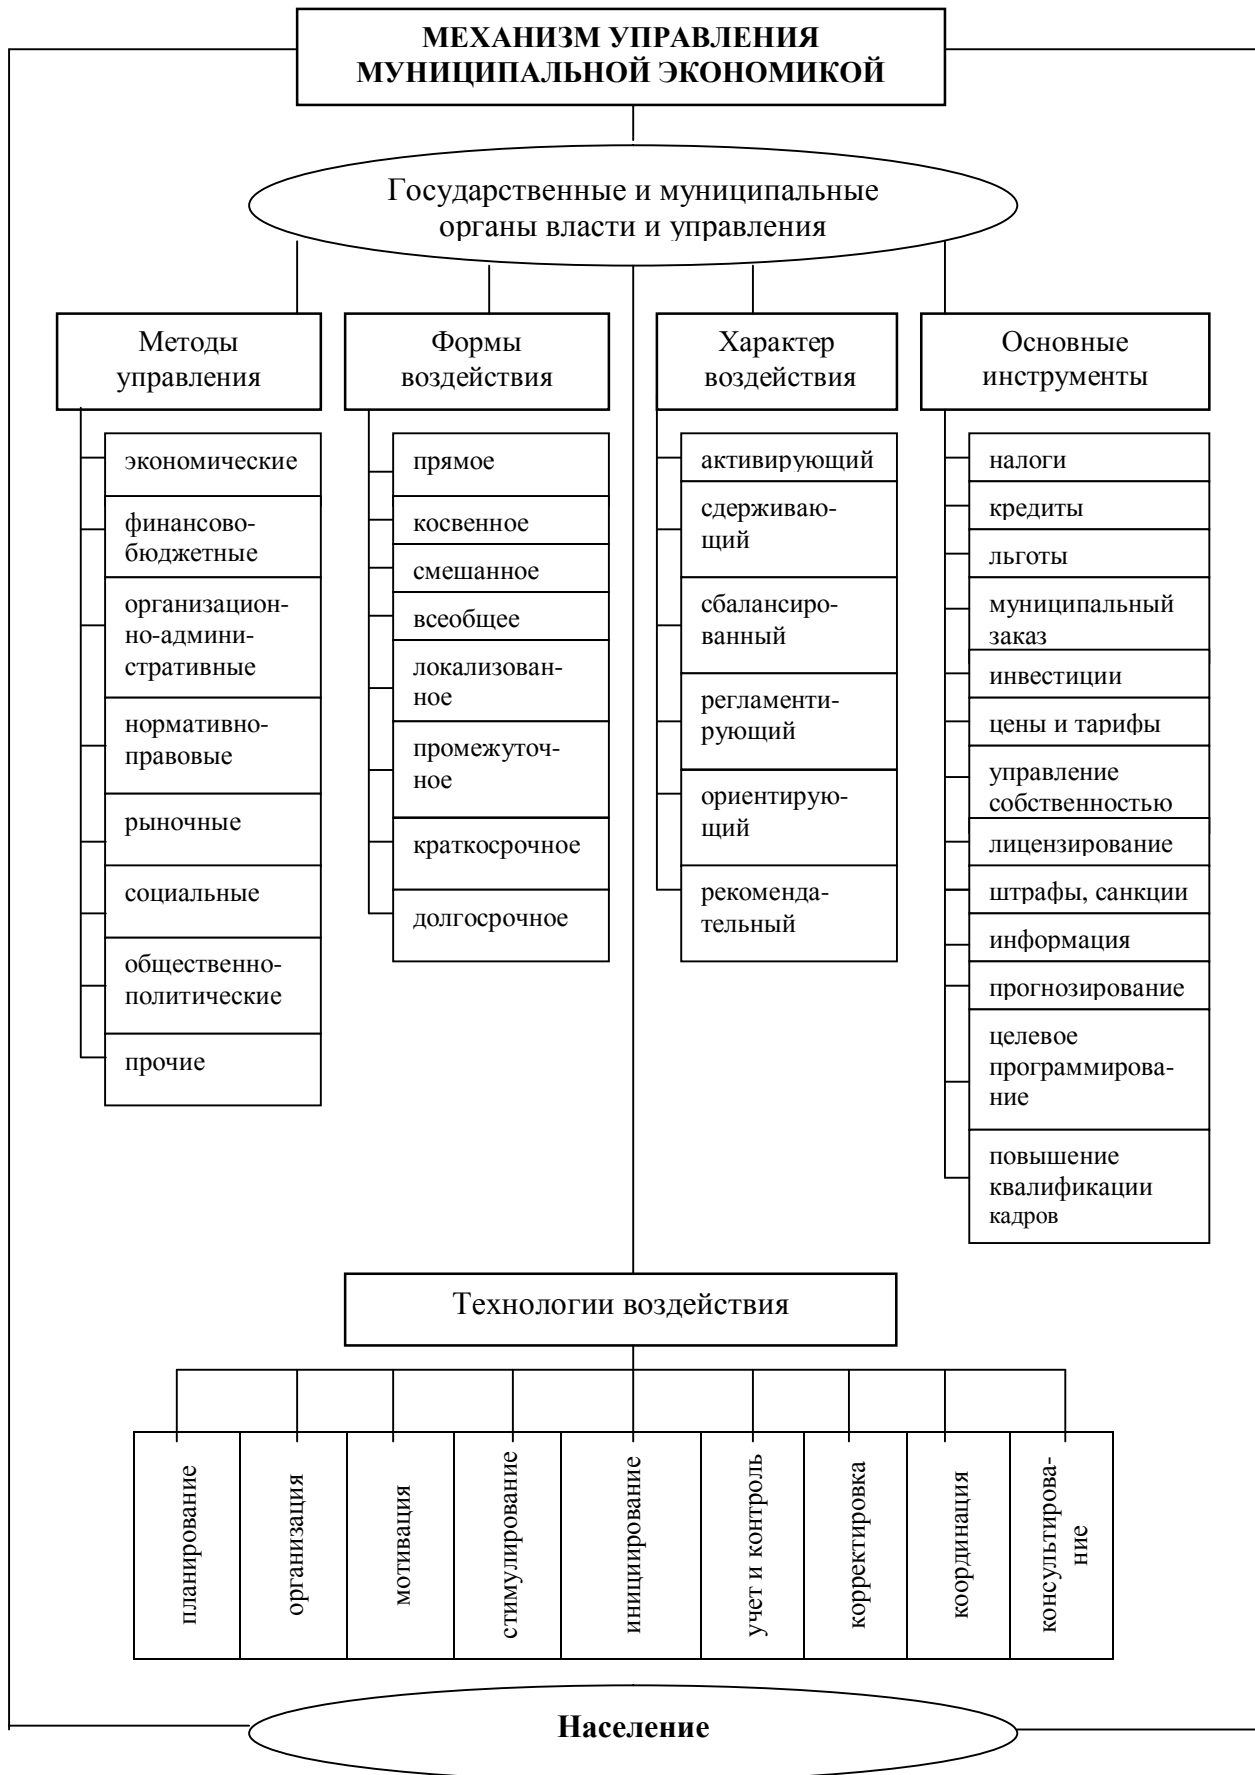 МЕХАНИЗМ УПРАВЛЕНИЯ
МУНИЦИПАЛЬНОЙ ЭКОНОМИКОЙ
Государственные и муниципальные
органы власти и управления
Методы
управления
экономические
финансово-
бюджетные
организацион-
но-админи-
стративные
нормативно-
правовые
рыночные
социальные
общественно-
политические
прочие
Формы
воздействия
прямое
косвенное
смешанное
всеобщее
локализован-
ное
промежуточ-
ное
краткосрочное
долгосрочное
Характер
воздействия
активирующий
сдерживаю-
щий
сбалансиро-
ванный
регламенти-
рующий
ориентирую-
щий
рекоменда-
тельный
Основные
инструменты
налоги
кредиты
льготы
муниципальный
заказ
инвестиции
цены и тарифы
управление
собственностью
лицензирование
штрафы, санкции
информация
прогнозирование
целевое
программирова-
ние
повышение
квалификации
кадров
Технологии воздействия
планирование
организация
мотивация
стимулирование
инициирование
учет и контроль
корректировка
координация
консультирова-
ние
Население